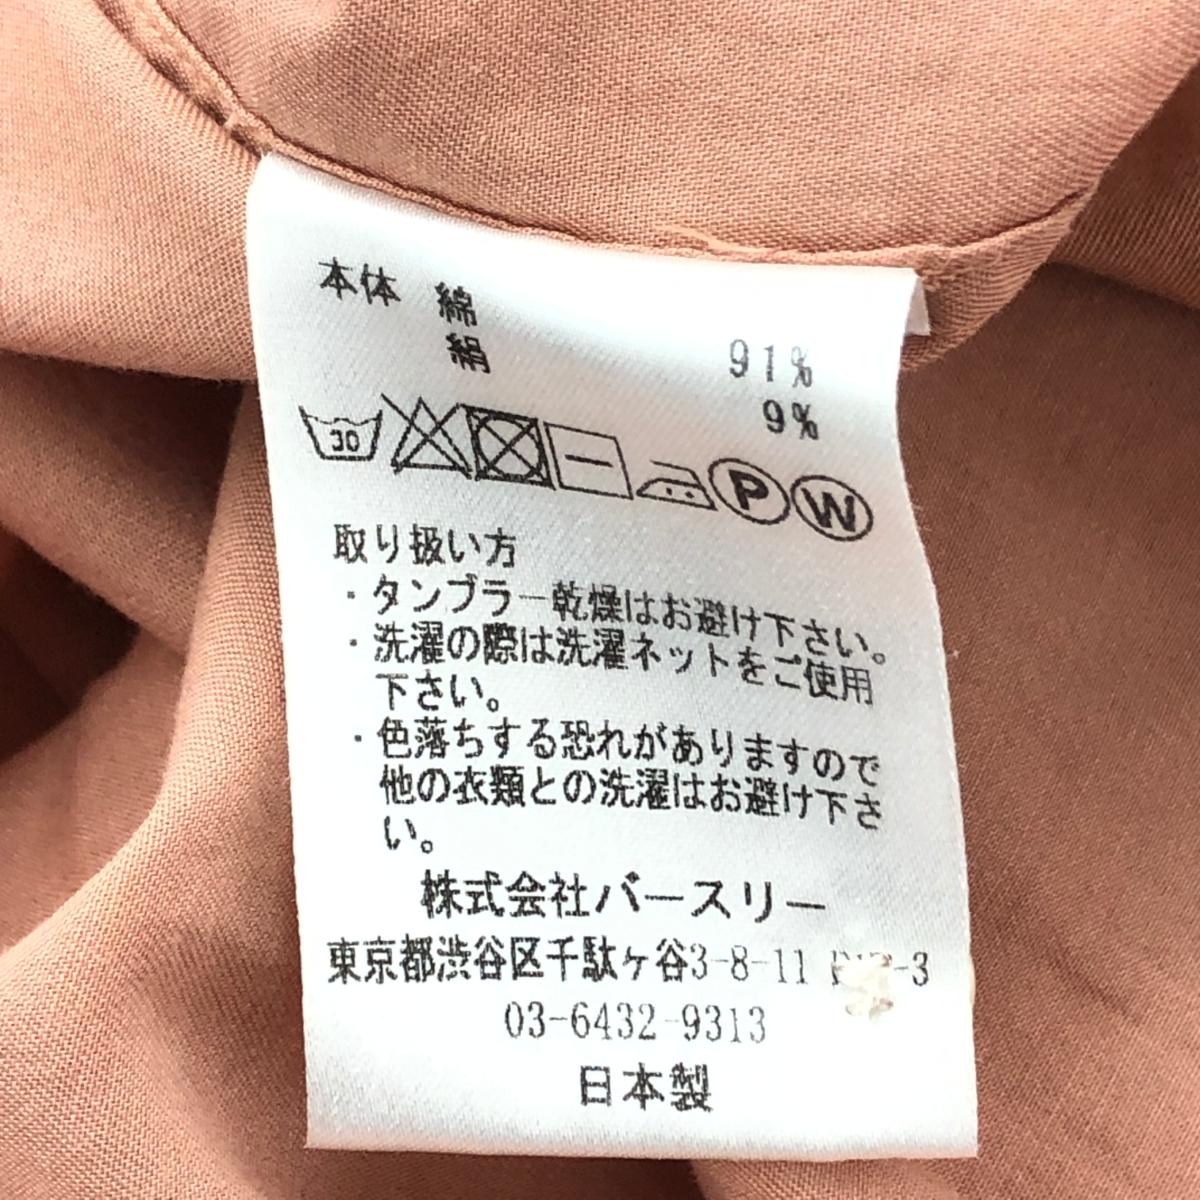 本体 綿 91%
絹 9%
30 P W
取り扱い方
・タンブラー乾燥はお避け下さい。
・洗濯の際は洗濯ネットをご使用
下さい。
・色落ちする恐れがありますので
他の衣類との洗濯はお避け下さ
い。
株式会社バースリー
東京都渋谷区千駄ヶ谷3-8-11 -3
03-6432-9313
日本製